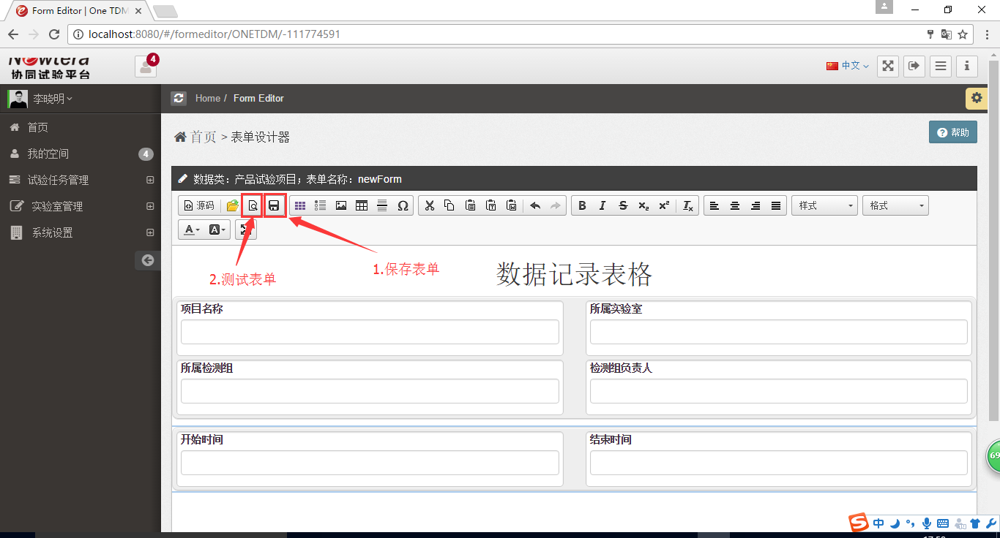 Form Editor | One TDM
localhost:8080/#/formeditor/ONETDM/-111774591
Newtera
协同试验平台
4
中文
李晓明
Home / Form Editor
首页
我的空间
4
试验任务管理
实验室管理
系统设置
首页 > 表单设计器
帮助
数据类：产品试验项目；表单名称：newForm
源码
样式
格式
2.测试表单
1.保存表单
数据记录表格
项目名称
所属实验室
所属检测组
检测组负责人
开始时间
结束时间
69
中